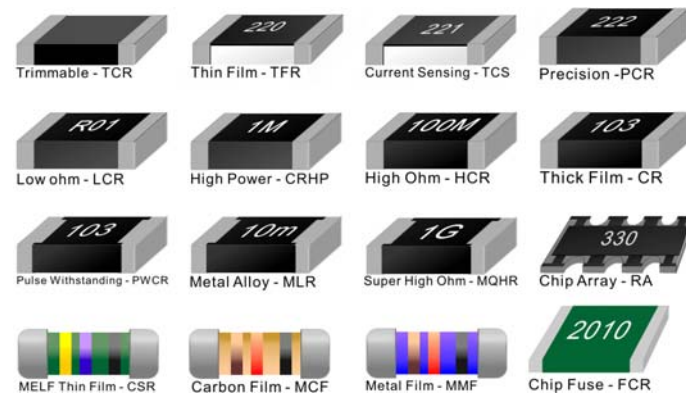 220
221
222
Trimmable - TCR
Thin Film - TFR
Current Sensing - TCS
Precision -PCR
R01
1M
100M
103
Low ohm - LCR
High Power - CRHP
High Ohm - HCR
Thick Film - CR
103
10m
1G
330
Pulse Withstanding - PWCR
Metal Alloy - MLR
Super High Ohm - MQHR
Chip Array - RA
2010
MELF Thin Film - CSR
Carbon Film - MCF
Metal Film - MMF
Chip Fuse - FCR